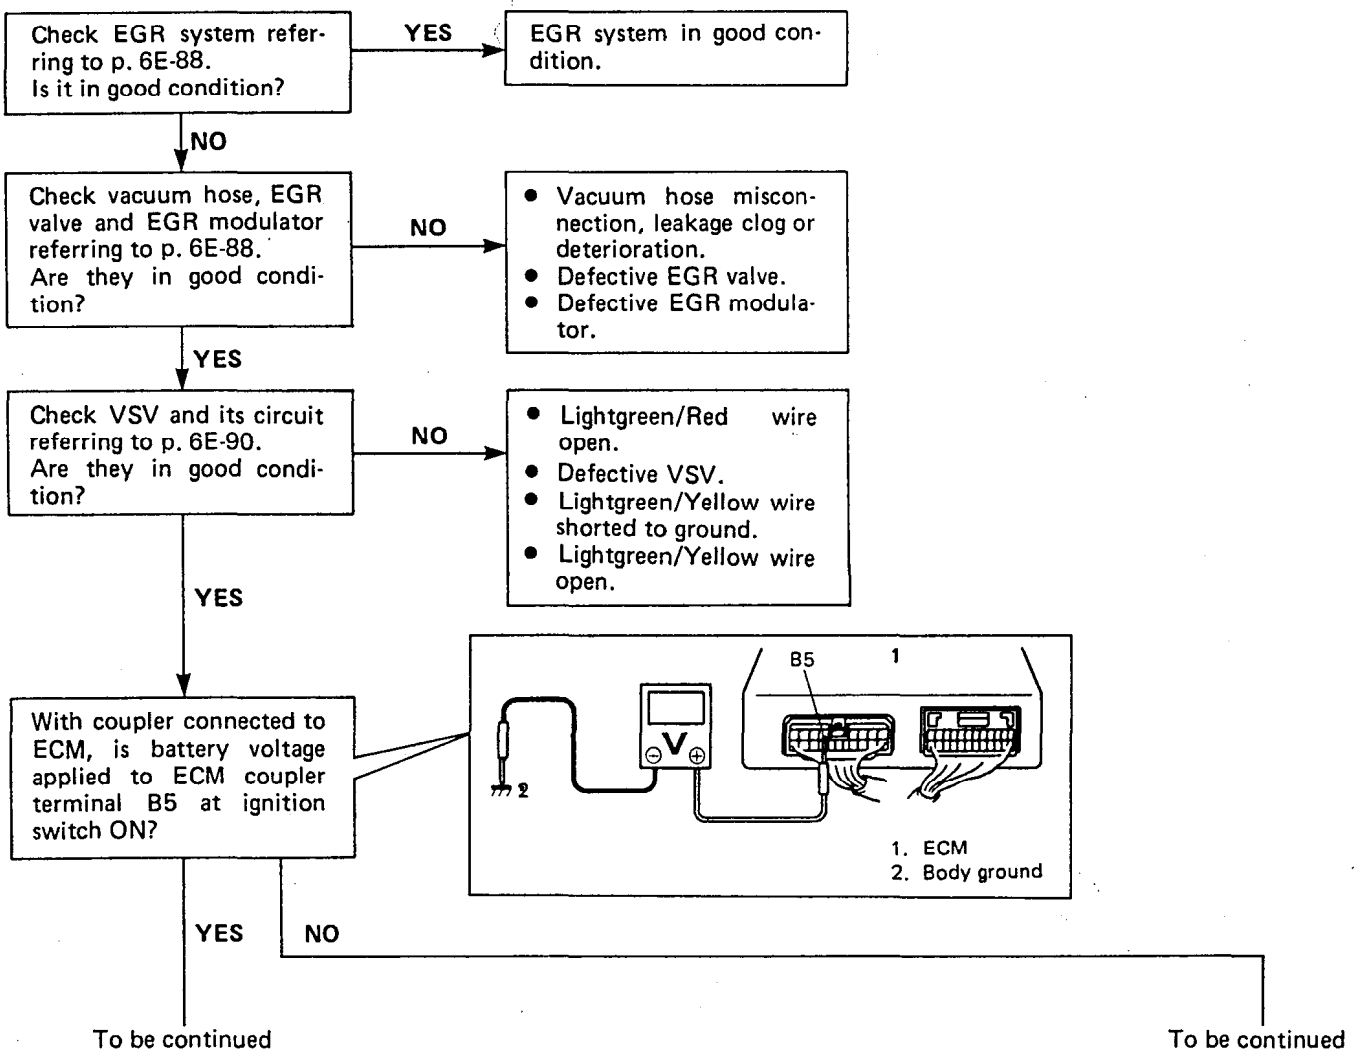 Check EGR system refer-
ring to p. 6E-88.
Is it in good condition?
YES
EGR system in good con-
dition.
NO
Check vacuum hose, EGR
valve and EGR modulator
referring to p. 6E-88.
Are they in good condi-
tion?
NO
● Vacuum hose miscon-
nection, leakage clog or
deterioration.
● Defective EGR valve.
● Defective EGR modula-
tor.
YES
Check VSV and its circuit
referring to p. 6E-90.
Are they in good condi-
tion?
NO
● Lightgreen/Red wire
open.
● Defective VSV.
● Lightgreen/Yellow wire
shorted to ground.
● Lightgreen/Yellow wire
open.
YES
With coupler connected to
ECM, is battery voltage
applied to ECM coupler
terminal B5 at ignition
switch ON?
B5
1
V
2
1. ECM
2. Body ground
YES
NO
To be continued
To be continued